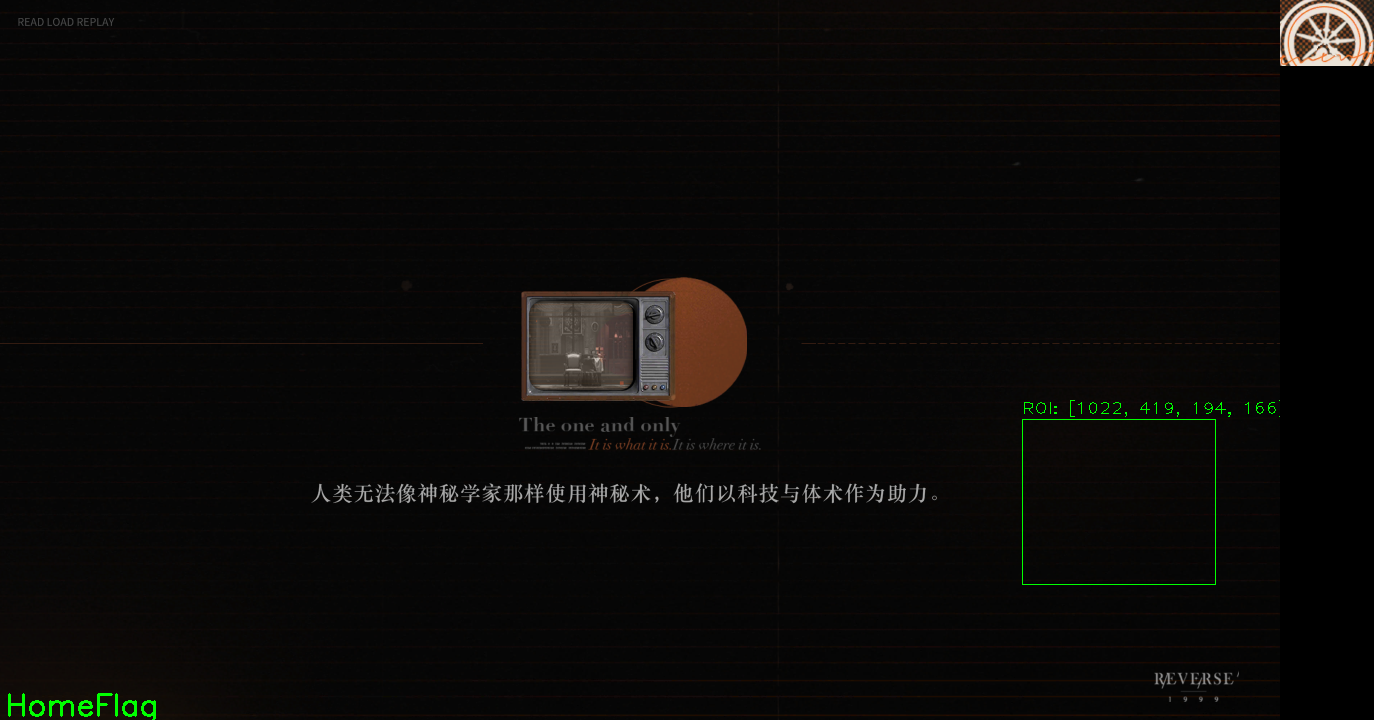 READ LOAD REPLAY
The one and only
It is what it is.It is where it is.
ROI: [1022, 419, 194, 166]
人类无法像神秘学家那样使用神秘术，他们以科技与体术作为助力。
REVERSE'
1 9 9 9
HomeFlag